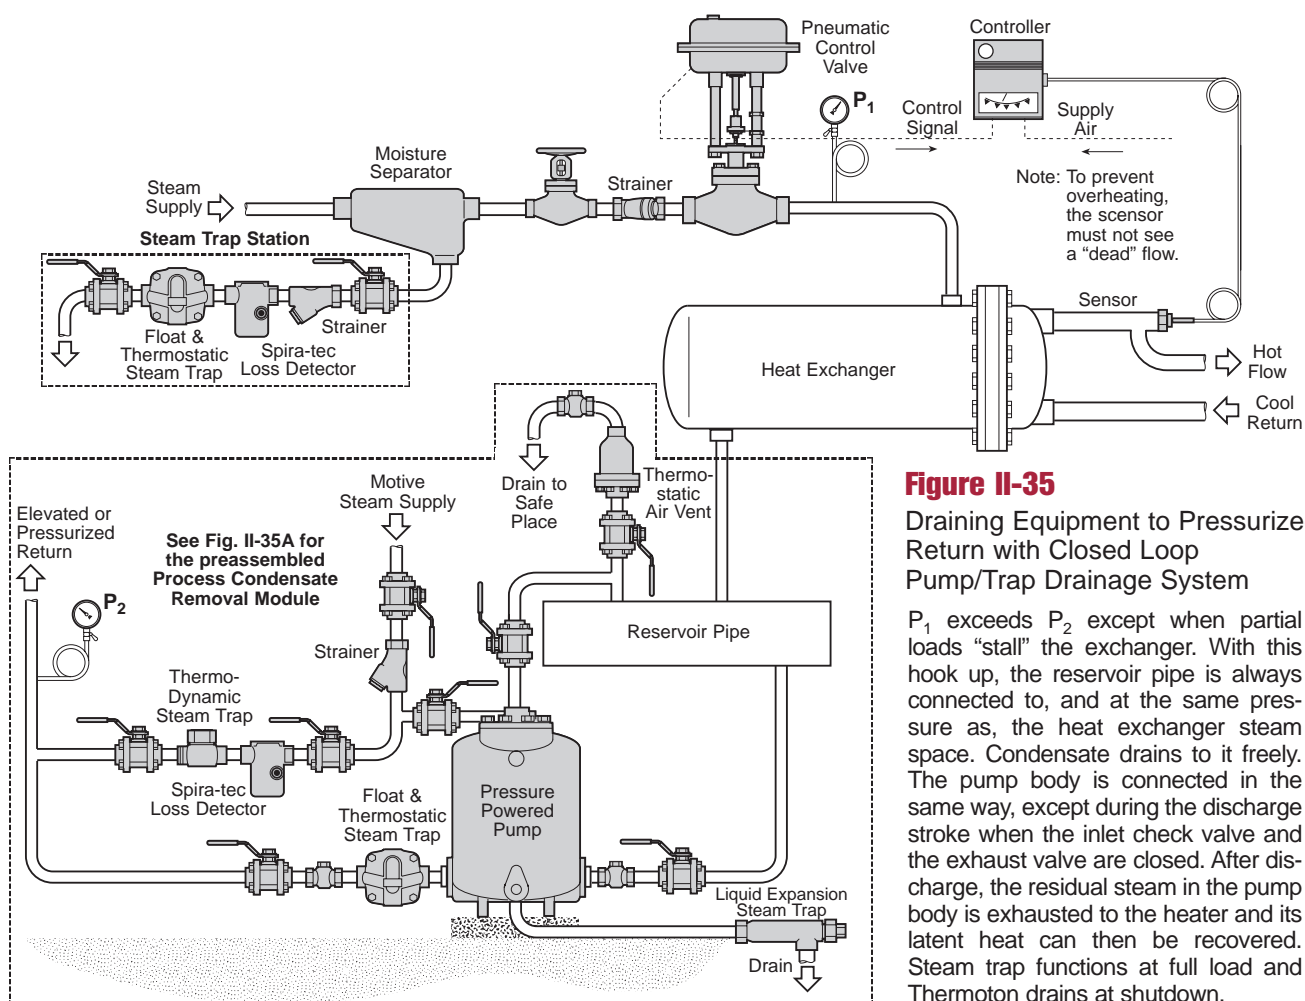 Pneumatic
Control
Valve
Controller
P1
Control
Signal
Supply
Air
Moisture
Separator
Steam
Supply
Strainer
Note: To prevent
overheating,
the scensor
must not see
a “dead” flow.
Steam Trap Station
Strainer
Float &
Thermostatic
Steam Trap
Spira-tec
Loss Detector
Sensor
Heat Exchanger
Hot
Flow
Cool
Return
Motive
Steam Supply
Drain to
Safe
Place
Thermo-
static
Air Vent
Elevated or
Pressurized
Return
See Fig. II-35A for
the preassembled
Process Condensate
Removal Module
P2
Strainer
Reservoir Pipe
Thermo-
Dynamic
Steam Trap
Spira-tec
Loss Detector
Float &
Thermostatic
Steam Trap
Pressure
Powered
Pump
Liquid Expansion
Steam Trap
Drain
Figure II-35
Draining Equipment to Pressurize
Return with Closed Loop
Pump/Trap Drainage System
P1 exceeds P2 except when partial
loads “stall” the exchanger. With this
hook up, the reservoir pipe is always
connected to, and at the same pres-
sure as, the heat exchanger steam
space. Condensate drains to it freely.
The pump body is connected in the
same way, except during the discharge
stroke when the inlet check valve and
the exhaust valve are closed. After dis-
charge, the residual steam in the pump
body is exhausted to the heater and its
latent heat can then be recovered.
Steam trap functions at full load and
Thermoton drains at shutdown.